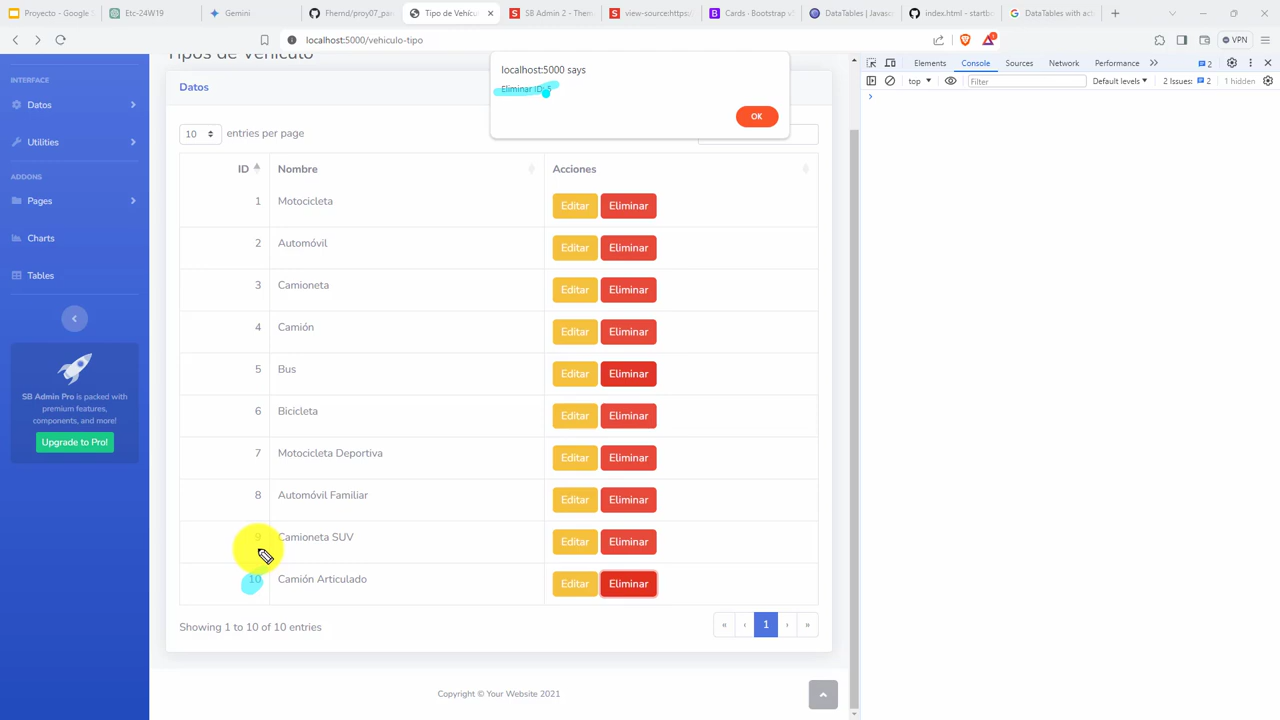 Proyecto - Google S
Etc-24W19
Gemini
Fhernd/proy07_pa
Tipo de Vehícu
SB Admin 2 - Them
view-source:https:/
Cards · Bootstrap v5
DataTables | Javasc
index.html - startbo
DataTables with act
localhost:5000/vehiculo-tipo
VPN
Tipos de Vehículo
localhost:5000 says
Eliminar ID: 5
OK
INTERFACE
Datos
Utilities
ADDONS
Pages
Charts
Tables
SB Admin Pro is packed with
premium features,
components, and more!
Upgrade to Pro!
Datos
10 entries per page
ID Nombre Acciones
1 Motocicleta Editar Eliminar
2 Automóvil Editar Eliminar
3 Camioneta Editar Eliminar
4 Camión Editar Eliminar
5 Bus Editar Eliminar
6 Bicicleta Editar Eliminar
7 Motocicleta Deportiva Editar Eliminar
8 Automóvil Familiar Editar Eliminar
9 Camioneta SUV Editar Eliminar
10 Camión Articulado Editar Eliminar
Showing 1 to 10 of 10 entries
« ‹ 1 › »
Copyright © Your Website 2021
Elements Console Sources Network Performance » 2
top Filter Default levels 2 Issues: 2 1 hidden